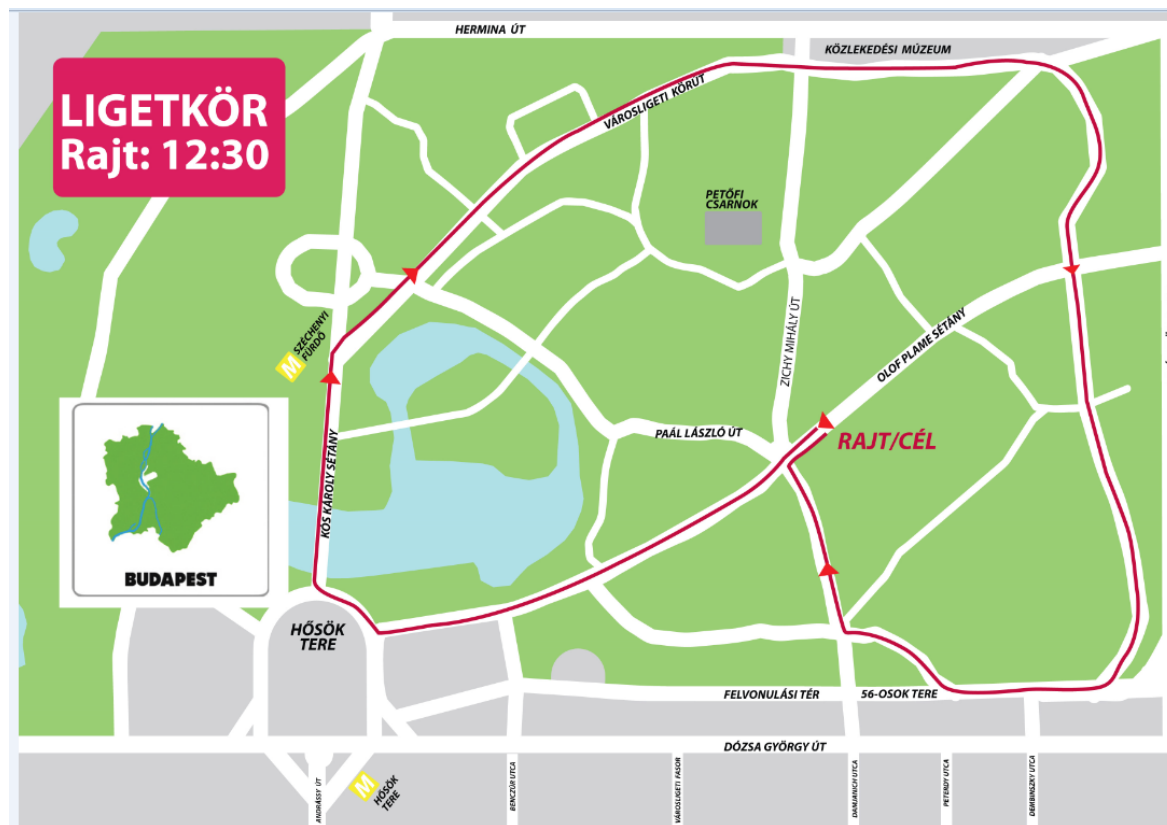 HERMINA ÚT
KÖZLEKEDÉSI MÚZEUM
LIGETKÖR
Rajt: 12:30
VÁROSLIGETI KÖRUT
PETŐFI
CSARNOK
M
SZÉCHENYI
FÜRDŐ
ZICHY MIHÁLY ÚT
OLOF PLAME SÉTÁNY
PAÁL LÁSZLÓ ÚT
RAJT/CÉL
KÓS KÁROLY SÉTÁNY
BUDAPEST
HŐSÖK
TERE
FELVONULÁSI TÉR
56-OSOK TERE
DÓZSA GYÖRGY ÚT
M
HŐSÖK
TERE
ANDRÁSSY ÚT
BENCZÚR UTCA
VÁROSLIGETI FASOR
DAMJANICH UTCA
PETERDY UTCA
DEMBINSZKY UTCA